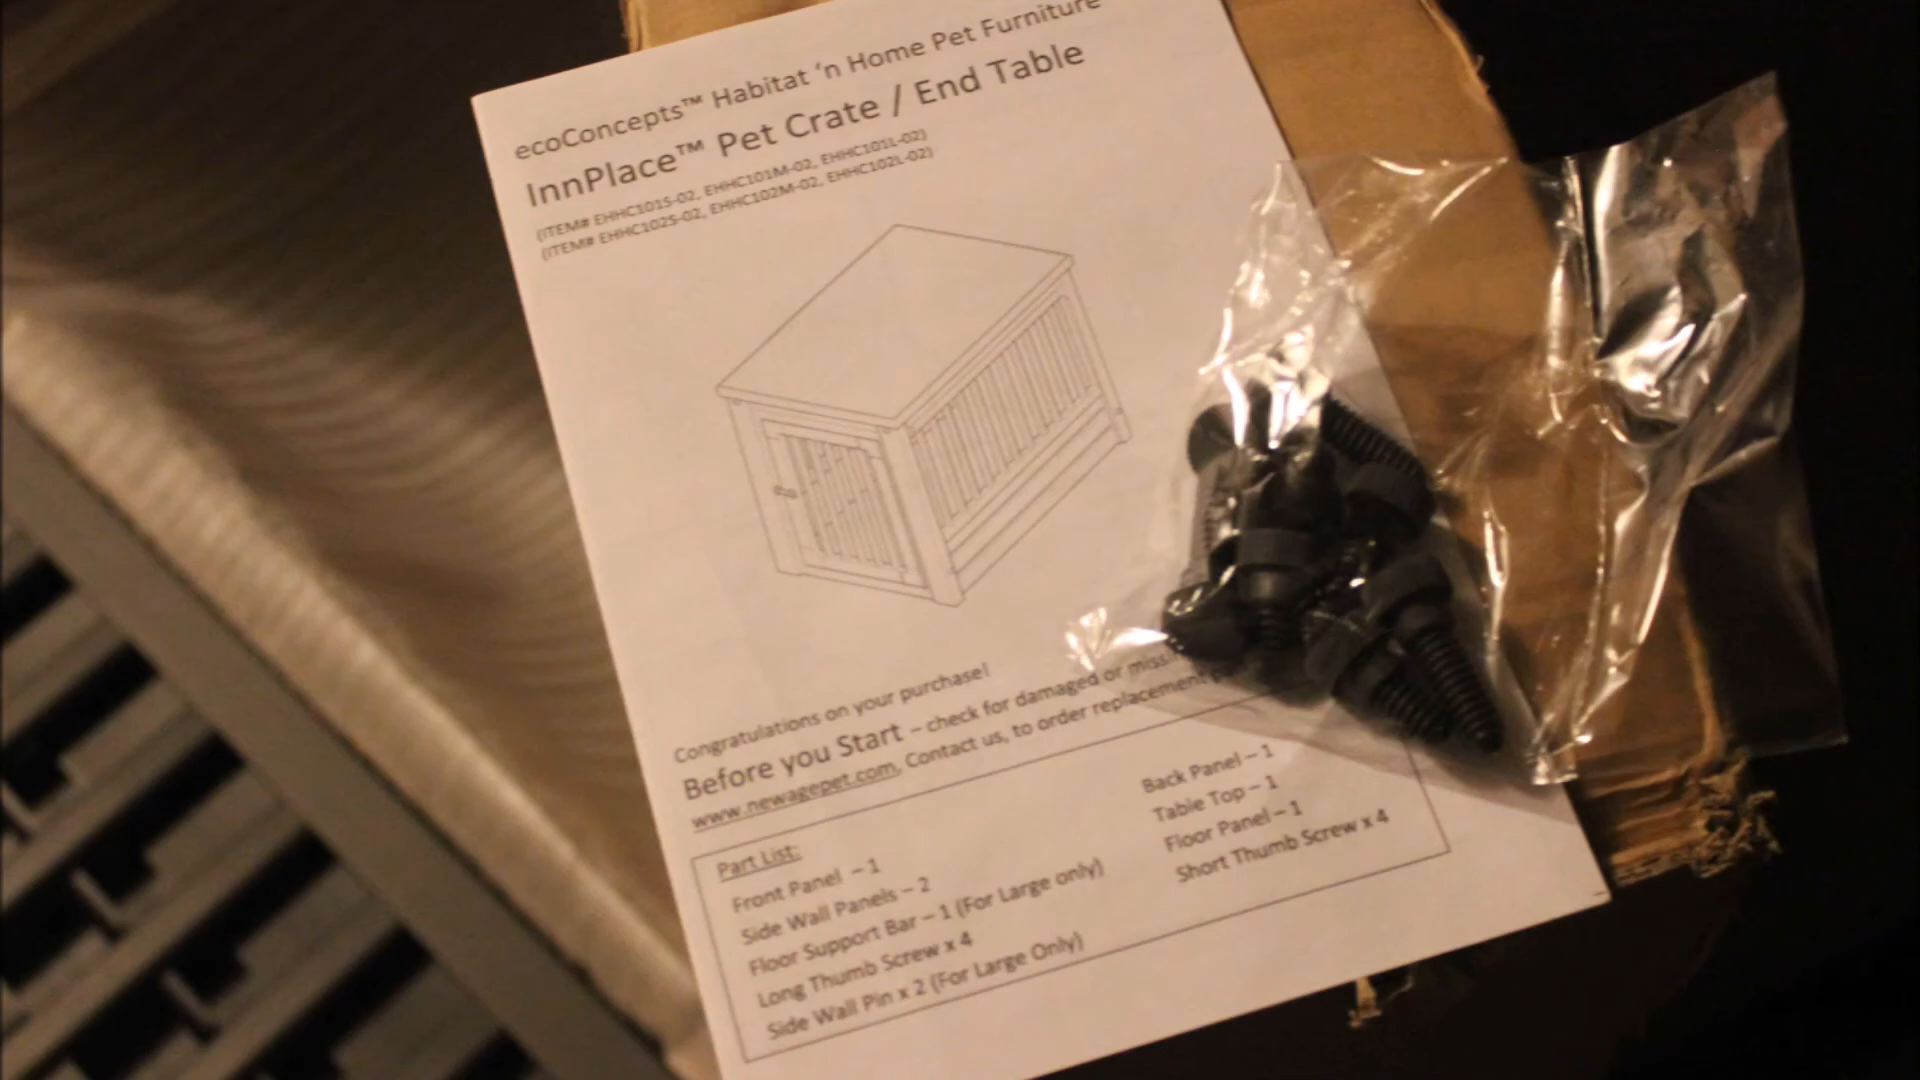 ecoConcepts™ Habitat ‘n Home Pet Furniture
InnPlace™ Pet Crate / End Table
(ITEM# EHHC101S-02, EHHC101M-02, EHHC101L-02)
(ITEM# EHHC102S-02, EHHC102M-02, EHHC102L-02)
Congratulations on your purchase!
Before you Start – check for damaged or
www.newagepet.com, Contact us, to order replacement
Part List:
Front Panel – 1
Side Wall Panels – 2
Floor Support Bar – 1 (For Large only)
Long Thumb Screw x 4
Side Wall Pin x 2 (For Large Only)
Back Panel – 1
Table Top – 1
Floor Panel – 1
Short Thumb Screw x 4